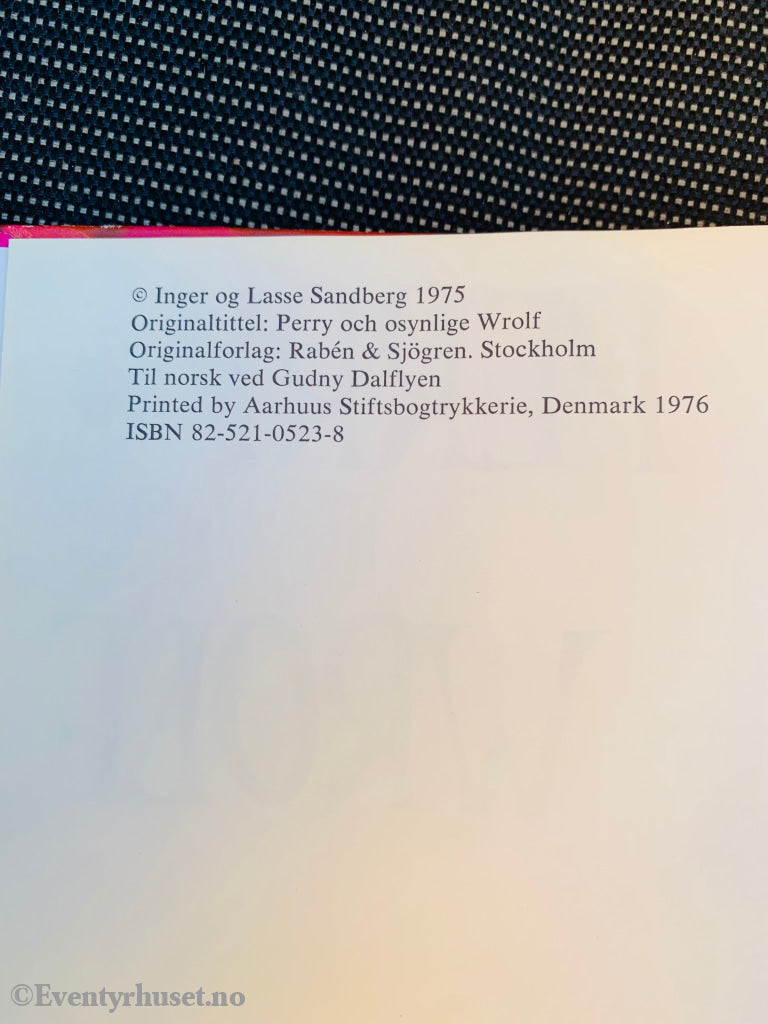 © Inger og Lasse Sandberg 1975
Originaltittel: Perry och osynlige Wrolf
Originalforlag: Rabén & Sjögren. Stockholm
Til norsk ved Gudny Dalflyen
Printed by Aarhuus Stiftsbogtrykkerie, Denmark 1976
ISBN 82-521-0523-8
©Eventyrhuset.no